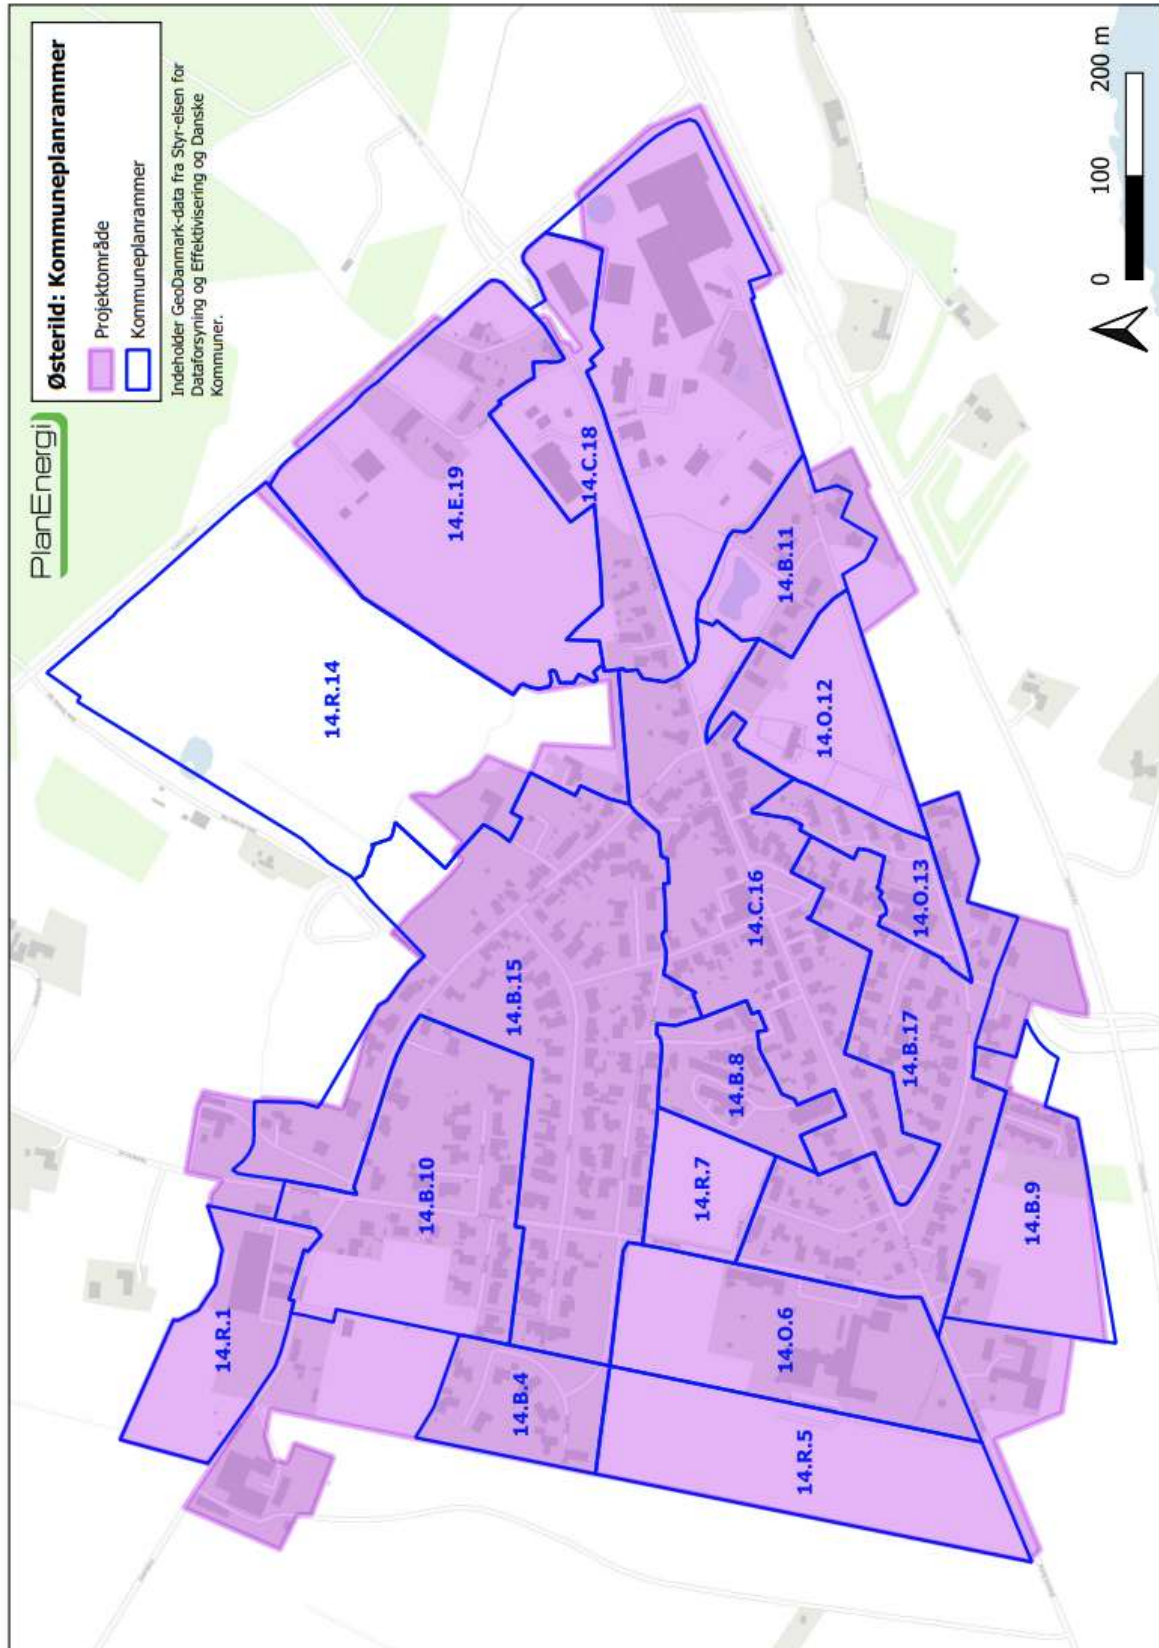 PlanEnergi
Østerild: Kommuneplanrammer
Projektområde
Kommuneplanrammer
Indeholder GeoDanmark-data fra Styr-elsen for
Dataforsyning og Effektivisering og Danske
Kommuner.
14.R.1
14.B.10
14.B.4
14.B.15
14.R.14
14.E.19
14.C.18
14.R.5
14.O.6
14.R.7
14.B.8
14.C.16
14.O.12
14.B.11
14.B.17
14.O.13
14.B.9
0 100 200 m